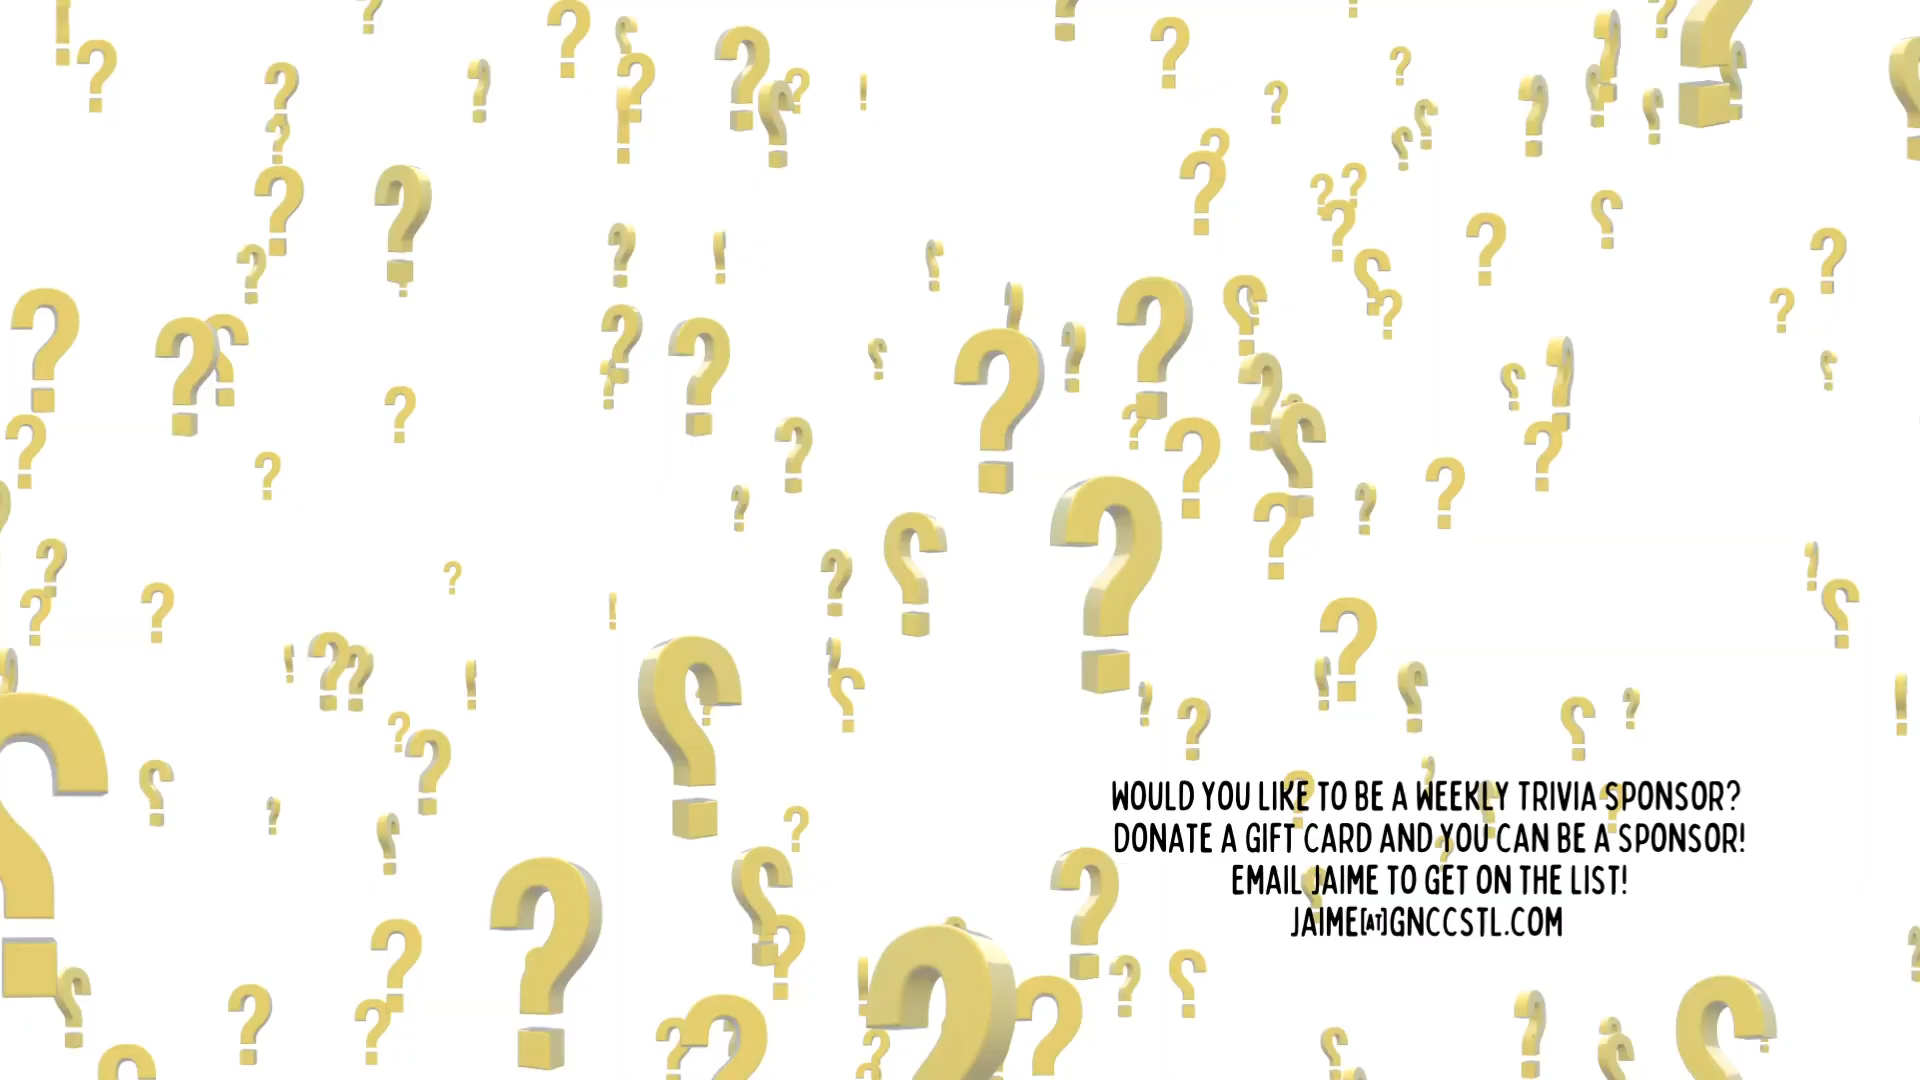 WOULD YOU LIKE TO BE A WEEKLY TRIVIA SPONSOR?
DONATE A GIFT CARD AND YOU CAN BE A SPONSOR!
EMAIL JAIME TO GET ON THE LIST!
JAIME[AT]GNCCSTL.COM